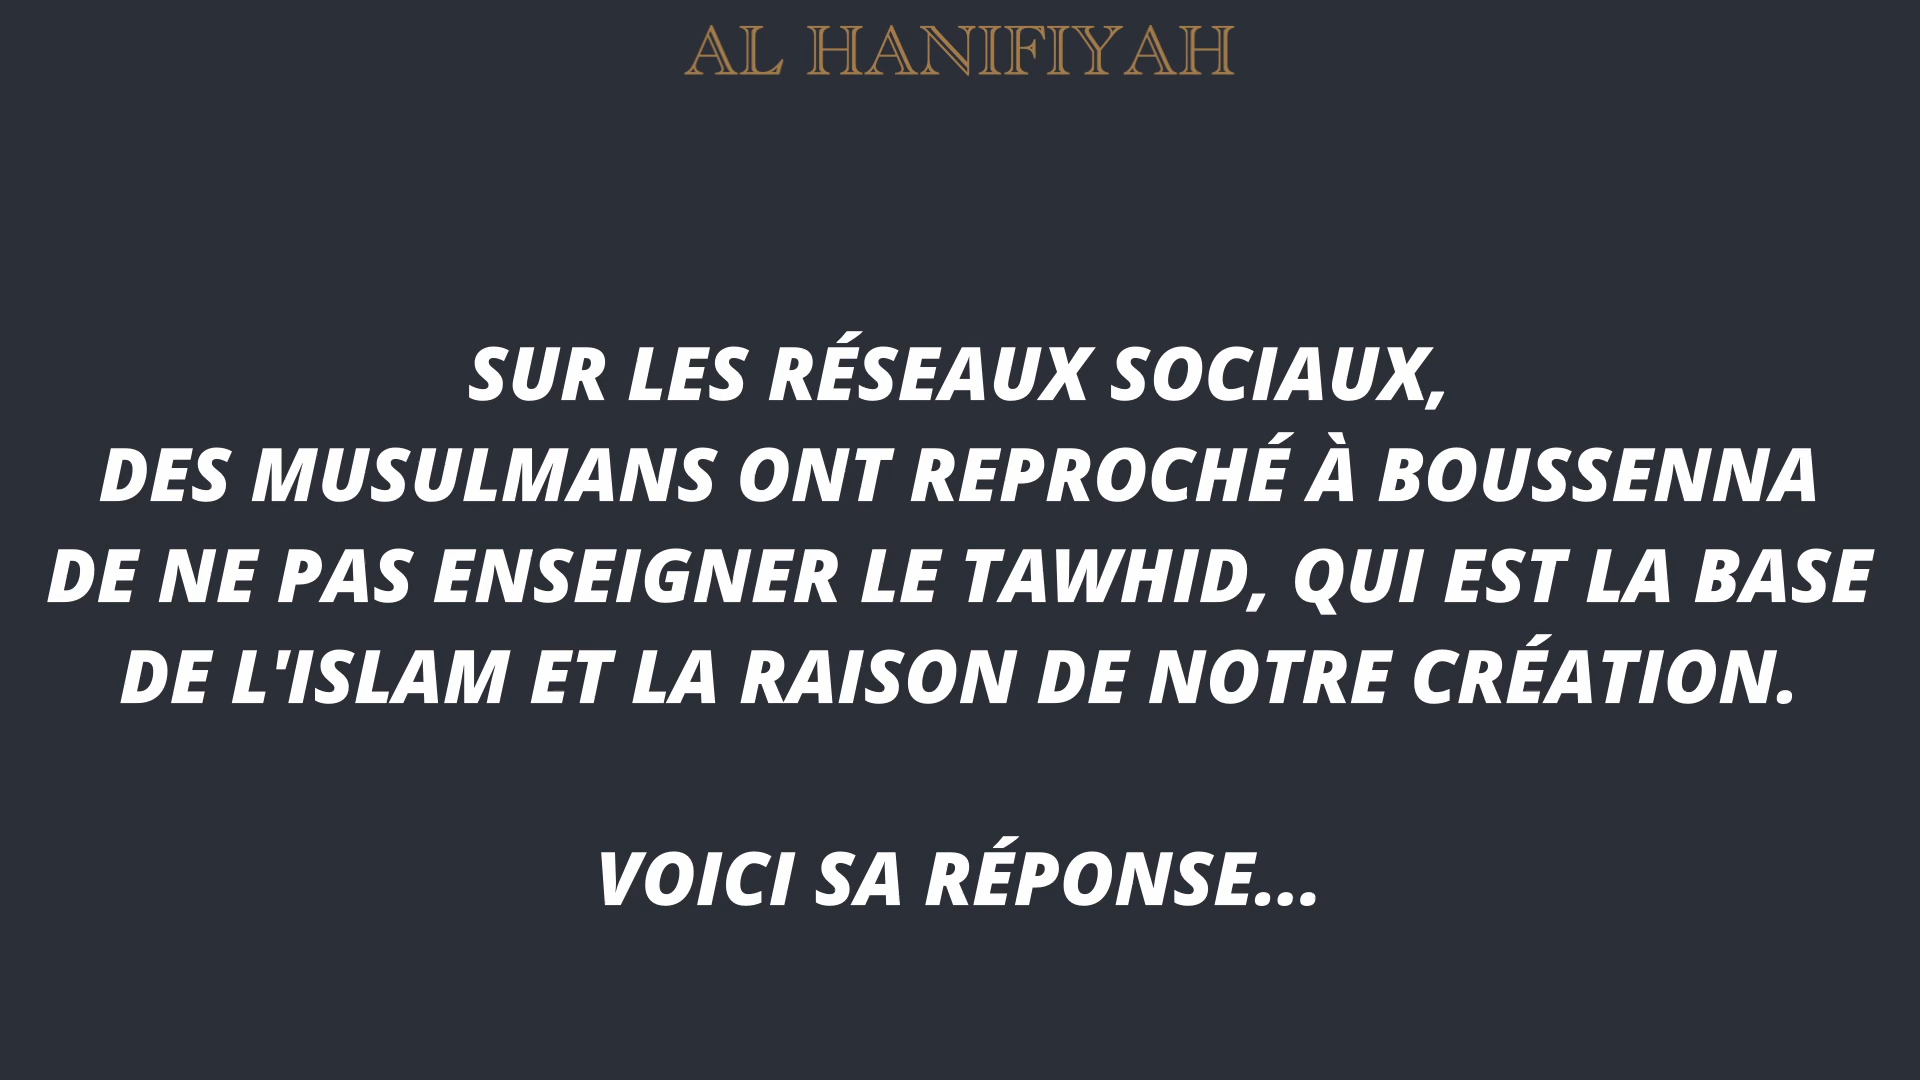 AL HANIFIYAH
SUR LES RÉSEAUX SOCIAUX,
DES MUSULMANS ONT REPROCHÉ À BOUSSENNA
DE NE PAS ENSEIGNER LE TAWHID, QUI EST LA BASE
DE L'ISLAM ET LA RAISON DE NOTRE CRÉATION.
VOICI SA RÉPONSE...